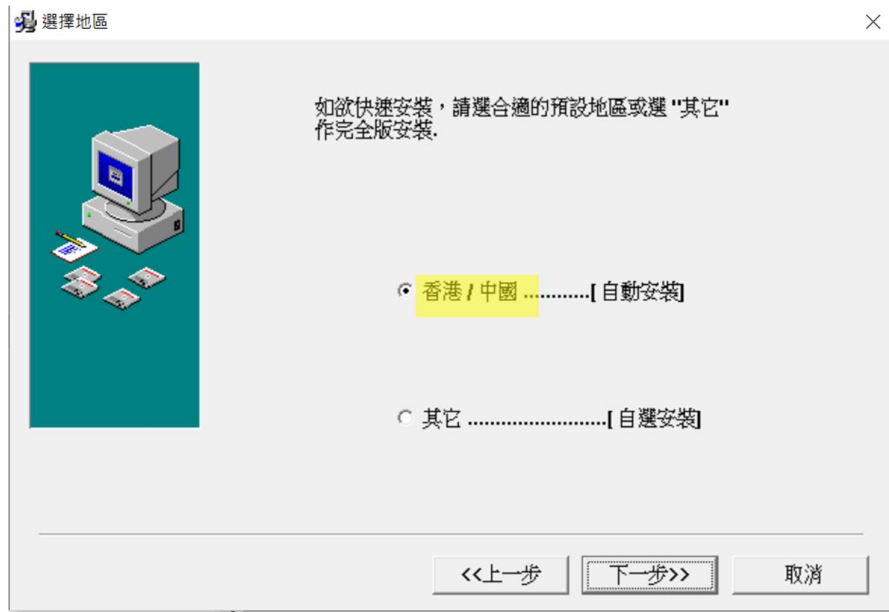 選擇地區
如欲快速安裝，請選合適的預設地區或選 "其它"
作完全版安裝.
香港 / 中國 ............[ 自動安裝]
其它 .........................[ 自選安裝]
<<上一步
下一步>>
取消